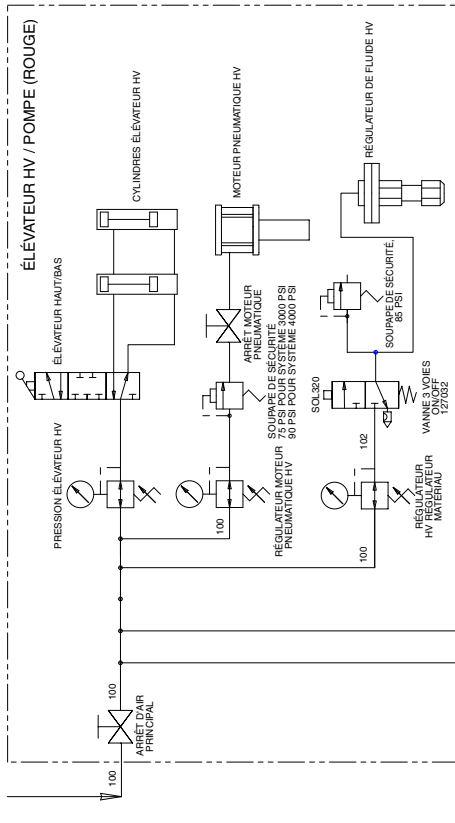 ÉLÉVATEUR HV / POMPE (ROUGE)
CYLINDRES ÉLÉVATEUR HV
ÉLÉVATEUR HAUT/BAS
PRESSION ÉLÉVATEUR HV
MOTEUR PNEUMATIQUE HV
ARRÊT MOTEUR
PNEUMATIQUE
SOUPAPE DE SÉCURITÉ
75 PSI POUR SYSTÈME 3000 PSI
90 PSI POUR SYSTÈME 4000 PSI
100
RÉGULATEUR MOTEUR
PNEUMATIQUE HV
RÉGULATEUR DE FLUIDE HV
SOUPAPE DE SÉCURITÉ,
85 PSI
SOL320
VANNE 3 VOIES
ON/OFF
127032
102
100
RÉGULATEUR
HV RÉGULATEUR
MATÉRIAU
100
ARRÊT D'AIR
PRINCIPAL
100